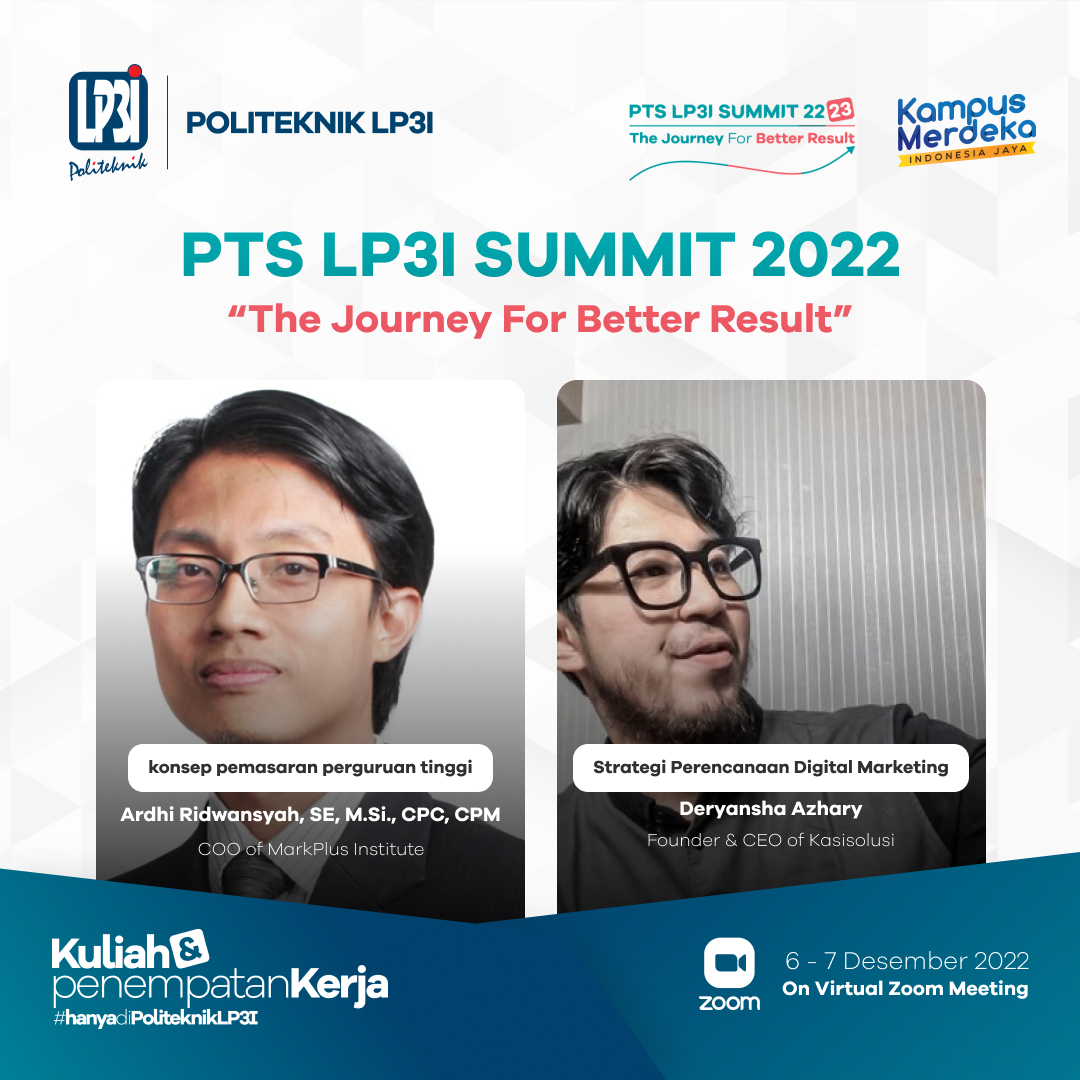 LP3I
Politeknik
POLITEKNIK LP3I
PTS LP3I SUMMIT 22 23
The Journey For Better Result
Kampus
Merdeka
INDONESIA JAYA
PTS LP3I SUMMIT 2022
“The Journey For Better Result”
konsep pemasaran perguruan tinggi
Ardhi Ridwansyah, SE, M.Si., CPC, CPM
COO of MarkPlus Institute
Strategi Perencanaan Digital Marketing
Deryansha Azhary
Founder & CEO of Kasisolusi
Kuliah &
penempatanKerja
#hanyadiPoliteknikLP3I
zoom
6 - 7 Desember 2022
On Virtual Zoom Meeting